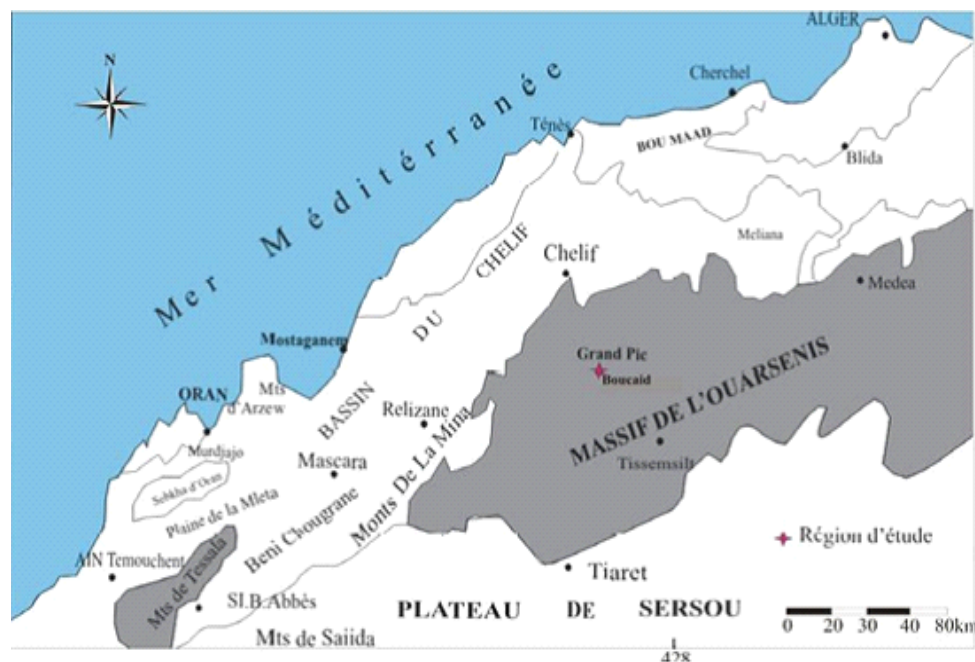 ALGER
N
Cherchel
Ténès
BOU MAAD
Blida
Mer Méditérranée
Meliana
CHELIF
Chelif
Medea
DU
Mostaganem
Grand Pic
Boucaid
MASSIF DE L'OUARSENIS
ORAN
Mts
d'Arzew
BASSIN
Relizane
Murdjajo
Tissemsilt
Mascara
Monts De La Mina
Sebkha d'Oran
Plaine de la Mleta
Beni Chougrane
Région d'étude
AIN Temouchent
Mts de Tessala
Tiaret
SI.B.Abbès
PLATEAU DE SERSOU
0 20 30 40 80km
Mts de Saiida
428